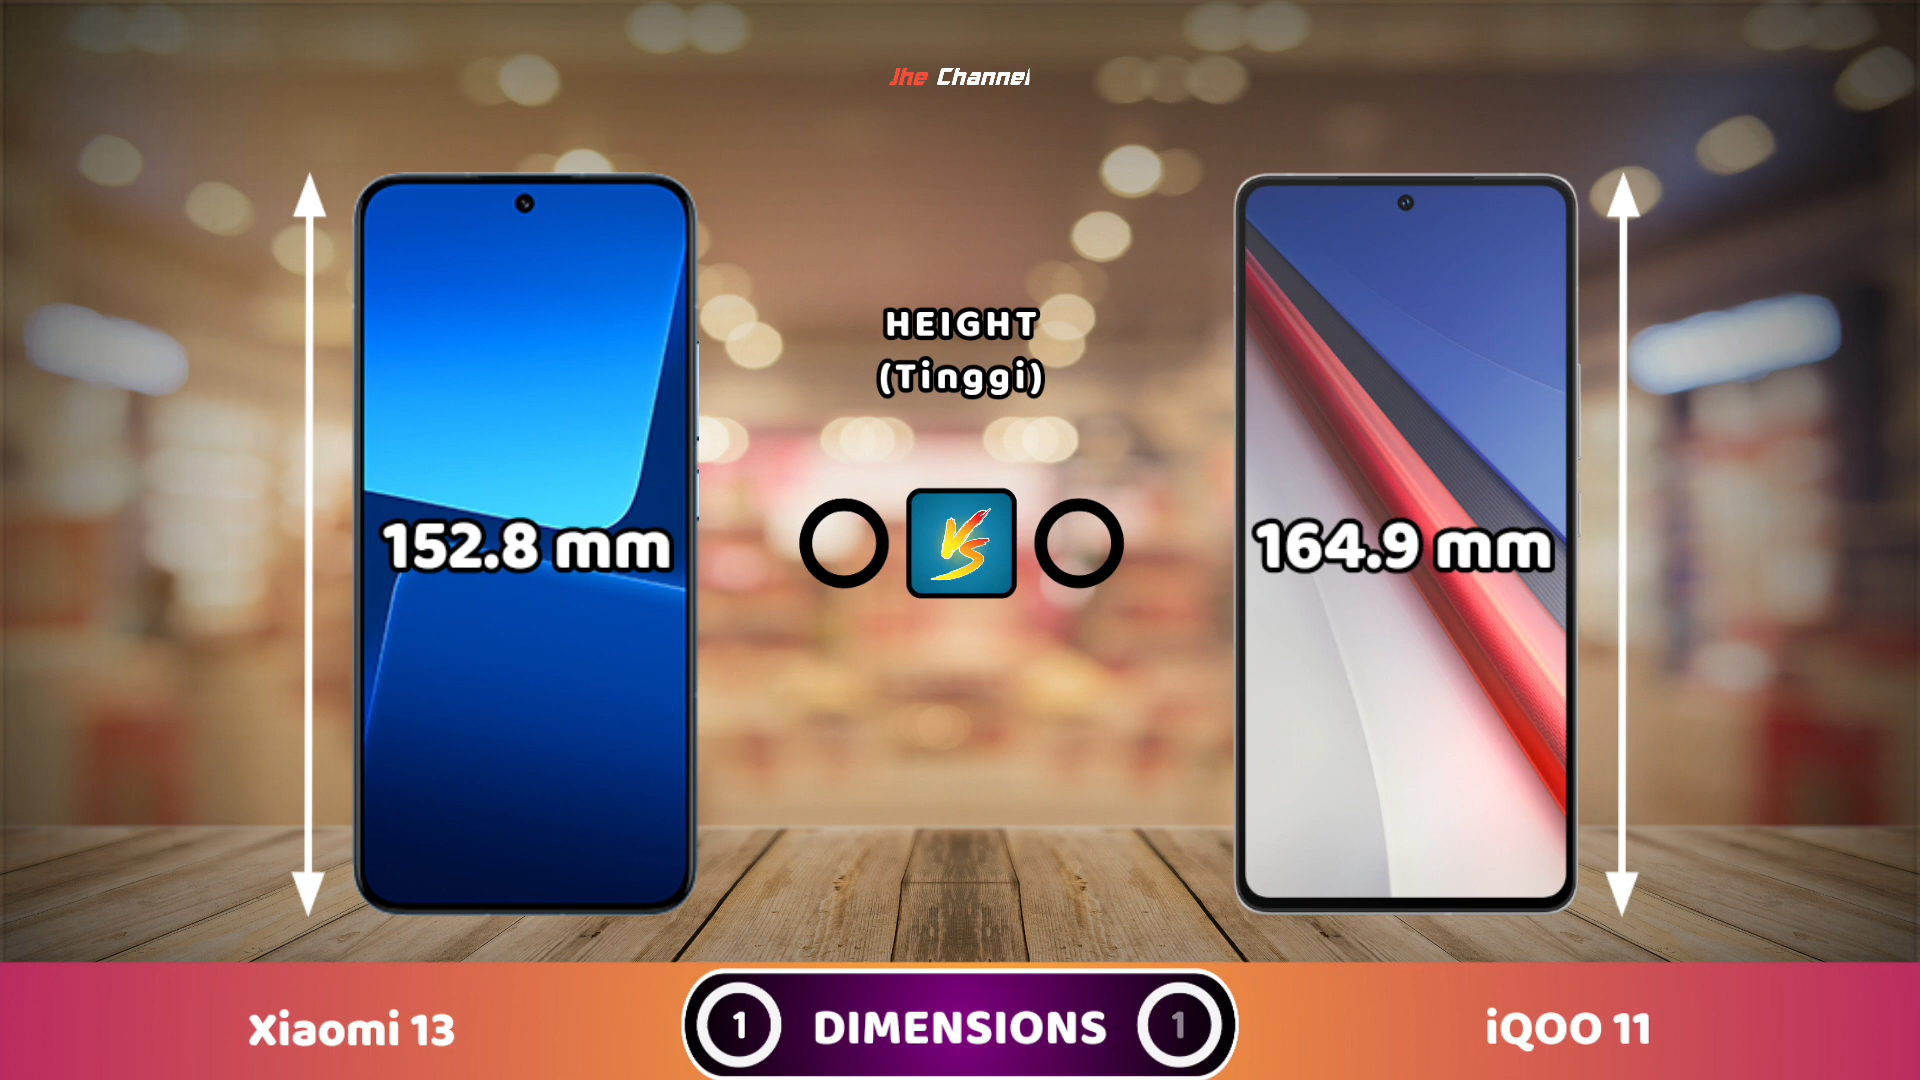 Jhe Channel
HEIGHT
(Tinggi)
152.8 mm
VS
164.9 mm
Xiaomi 13
1
DIMENSIONS
1
iQOO 11